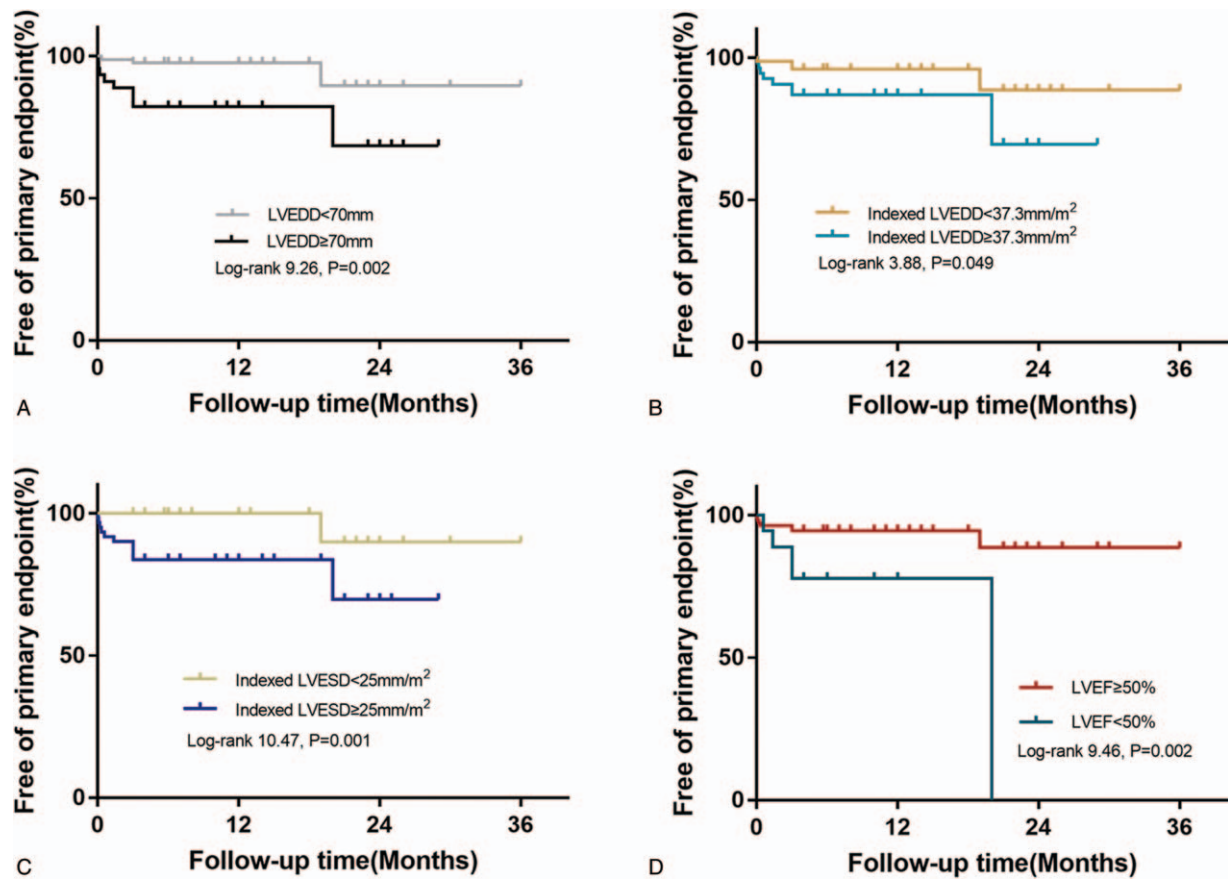 Free of primary endpoint(%)
100
50
0
LVEDD<70mm
LVEDD≥70mm
Log-rank 9.26, P=0.002
0 12 24 36
Follow-up time(Months)
A
Free of primary endpoint(%)
100
50
0
Indexed LVEDD<37.3mm/m²
Indexed LVEDD≥37.3mm/m²
Log-rank 3.88, P=0.049
0 12 24 36
Follow-up time(Months)
B
Free of primary endpoint(%)
100
50
0
Indexed LVESD<25mm/m²
Indexed LVESD≥25mm/m²
Log-rank 10.47, P=0.001
0 12 24 36
Follow-up time(Months)
C
Free of primary endpoint(%)
100
50
0
LVEF≥50%
LVEF<50%
Log-rank 9.46, P=0.002
0 12 24 36
Follow-up time(Months)
D